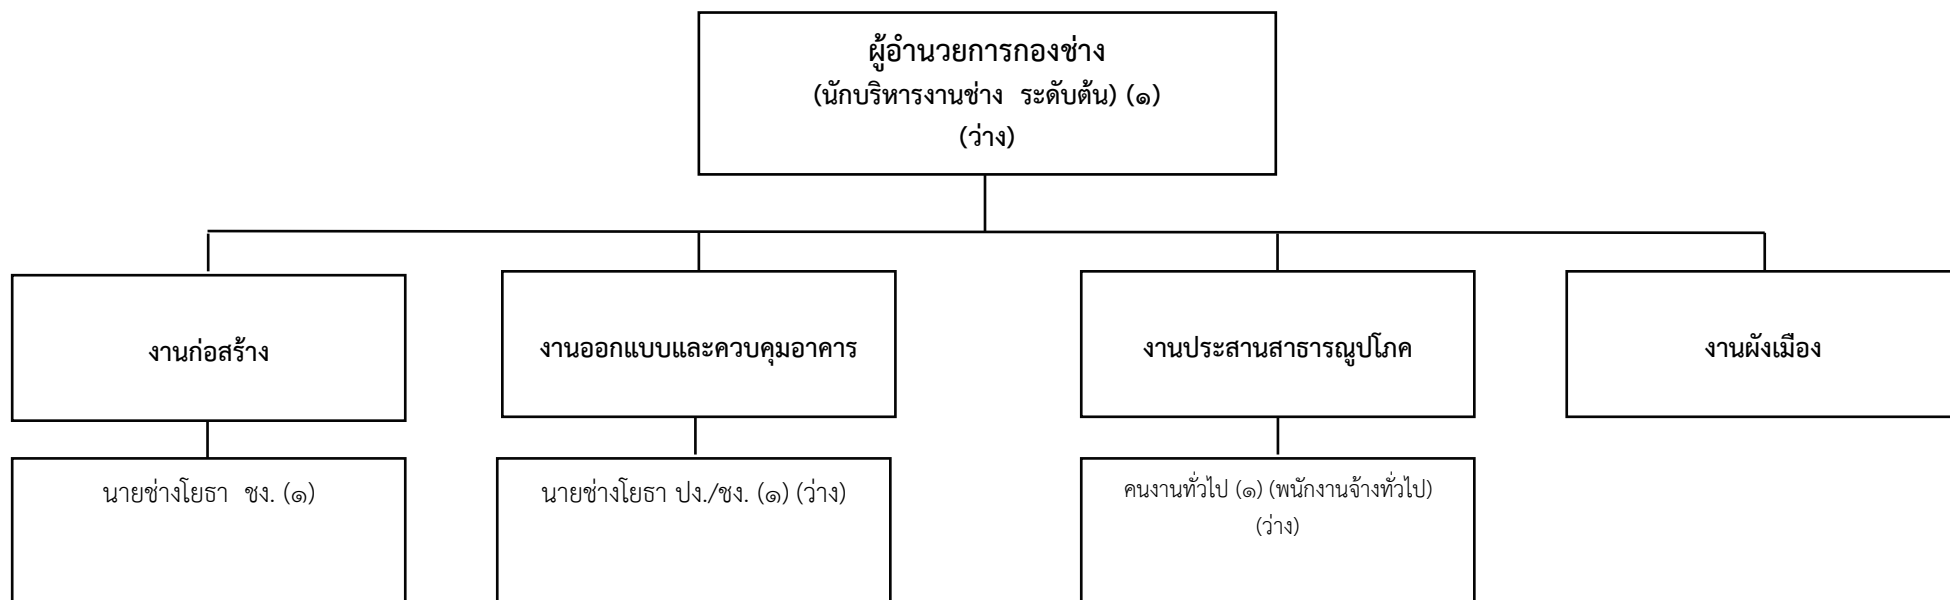 ผู้อำนวยการกองช่าง
(นักบริหารงานช่าง ระดับต้น) (๑)
(ว่าง)
งานก่อสร้าง
งานออกแบบและควบคุมอาคาร
งานประสานสาธารณูปโภค
งานผังเมือง
นายช่างโยธา ชง. (๑)
นายช่างโยธา ปง./ชง. (๑) (ว่าง)
คนงานทั่วไป (๑) (พนักงานจ้างทั่วไป)
(ว่าง)